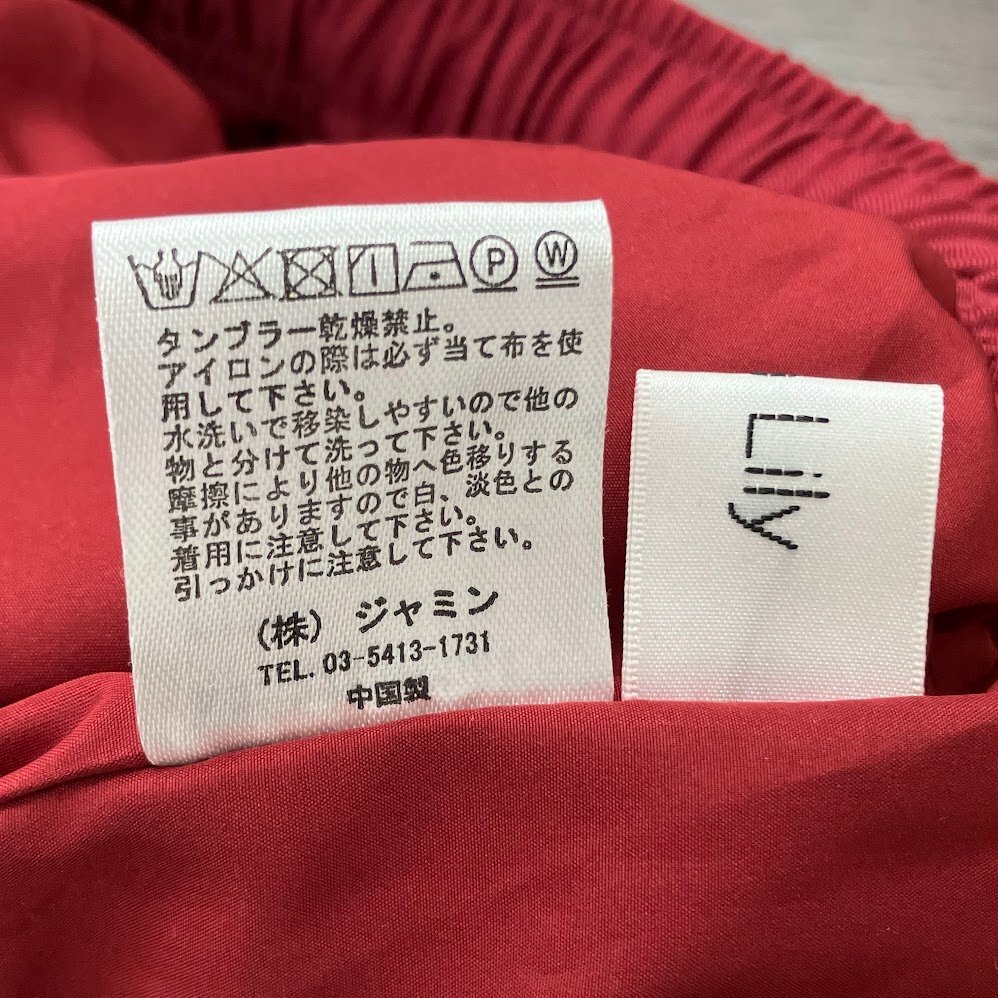 P W
タンブラー乾燥禁止。
アイロンの際は必ず当て布を使
用して下さい。
水洗いで移染しやすいので他の
物と分けて洗って下さい。
摩擦により他の物へ色移りする
事がありますので白、淡色との
着用に注意して下さい。
引っかけに注意して下さい。
(株) ジャミン
TEL. 03-5413-1731
中国製
Lily